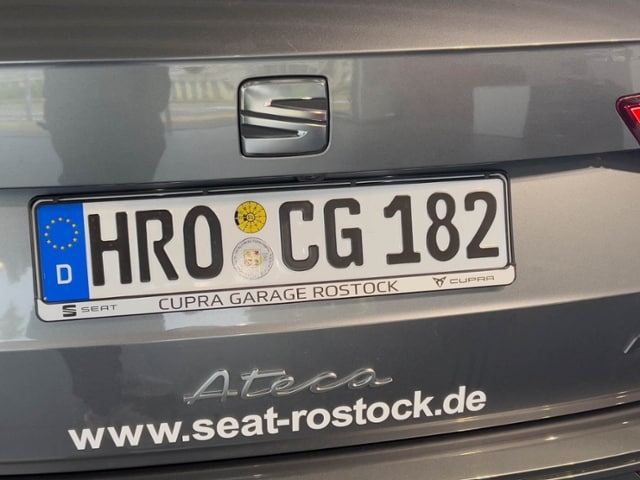 HRO CG 182
D
SEAT CUPRA GARAGE ROSTOCK CUPRA
Ateca
www.seat-rostock.de